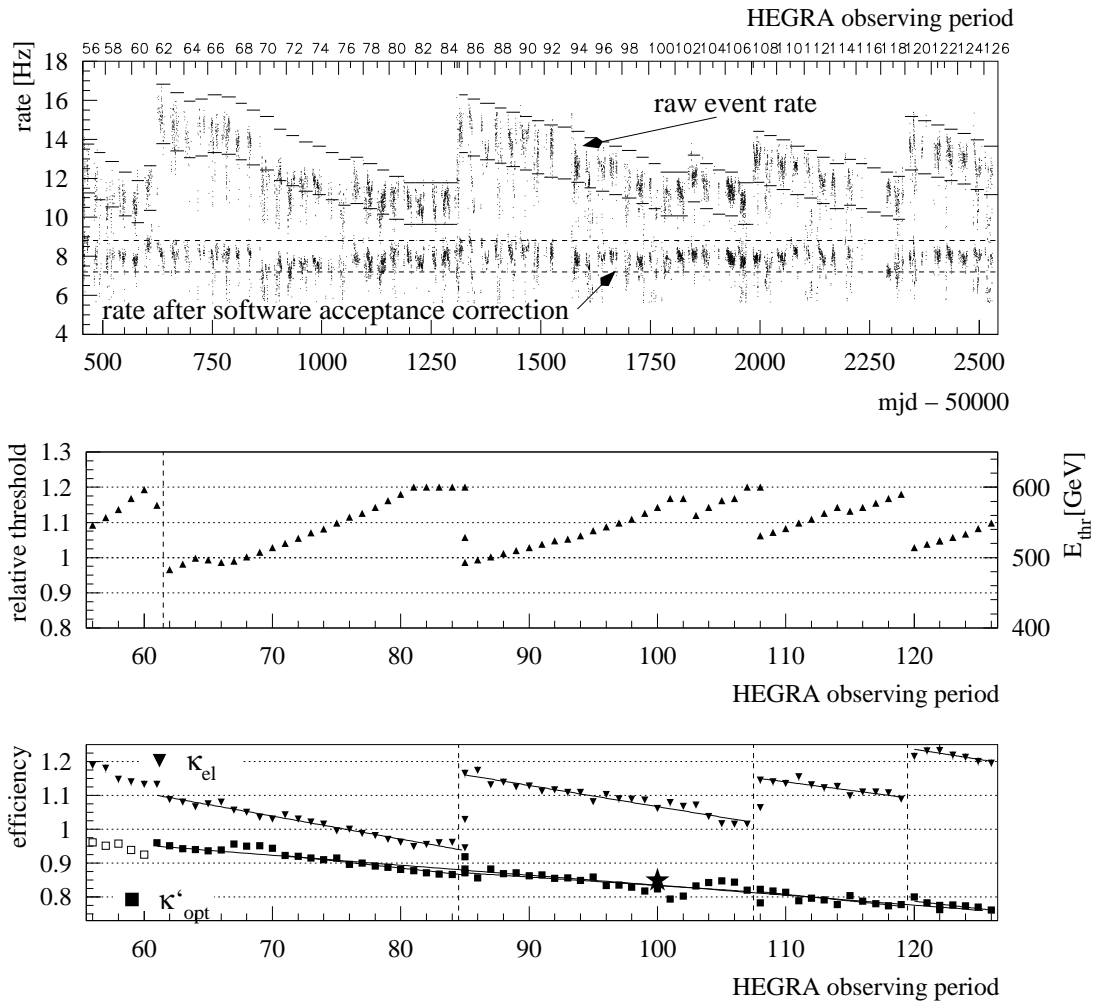 HEGRA observing period
56 58 60 62 64 66 68 70 72 74 76 78 80 82 84 86 88 90 92 94 96 98 100 102 104 106 108 110 112 114 116 118 120 122 124 126
rate [Hz]
18
16
14
12
10
8
6
4
raw event rate
rate after software acceptance correction
500 750 1000 1250 1500 1750 2000 2250 2500
mjd – 50000
relative threshold
1.3
1.2
1.1
1
0.9
0.8
600
500
400
E_thr[GeV]
60 70 80 90 100 110 120
HEGRA observing period
efficiency
1.2
1.1
1
0.9
0.8
κ_el
κ‘_opt
60 70 80 90 100 110 120
HEGRA observing period